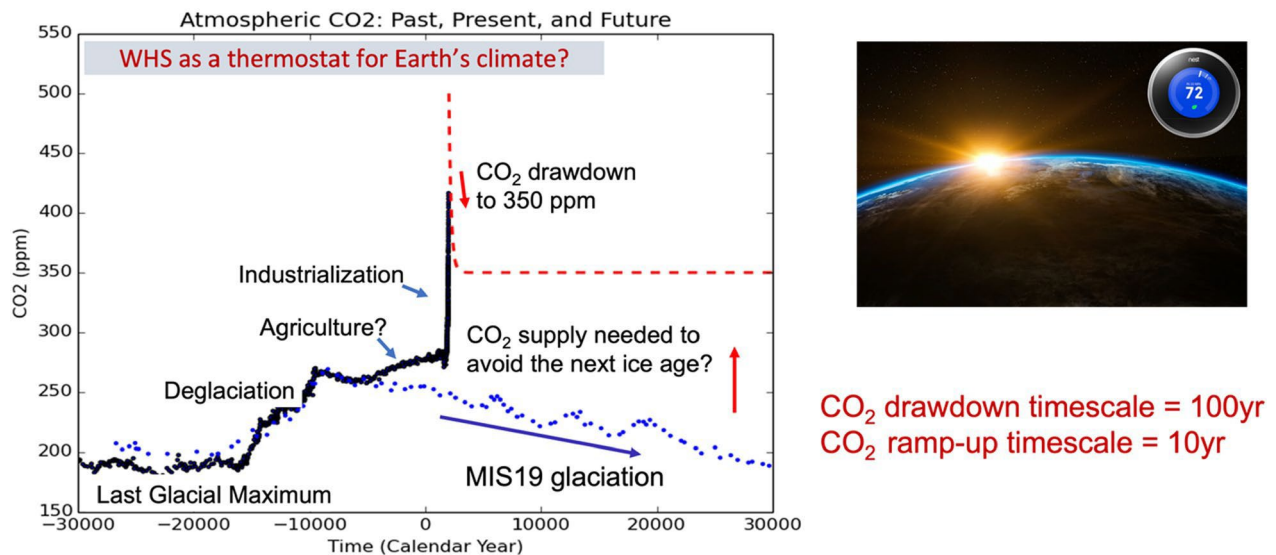 Atmospheric CO2: Past, Present, and Future
WHS as a thermostat for Earth's climate?
550
500
450
400
350
300
250
200
150
CO2 (ppm)
CO₂ drawdown
to 350 ppm
Industrialization
Agriculture?
CO₂ supply needed to
avoid the next ice age?
Deglaciation
MIS19 glaciation
Last Glacial Maximum
−30000 −20000 −10000 0 10000 20000 30000
Time (Calendar Year)
nest
72
CO₂ drawdown timescale = 100yr
CO₂ ramp-up timescale = 10yr